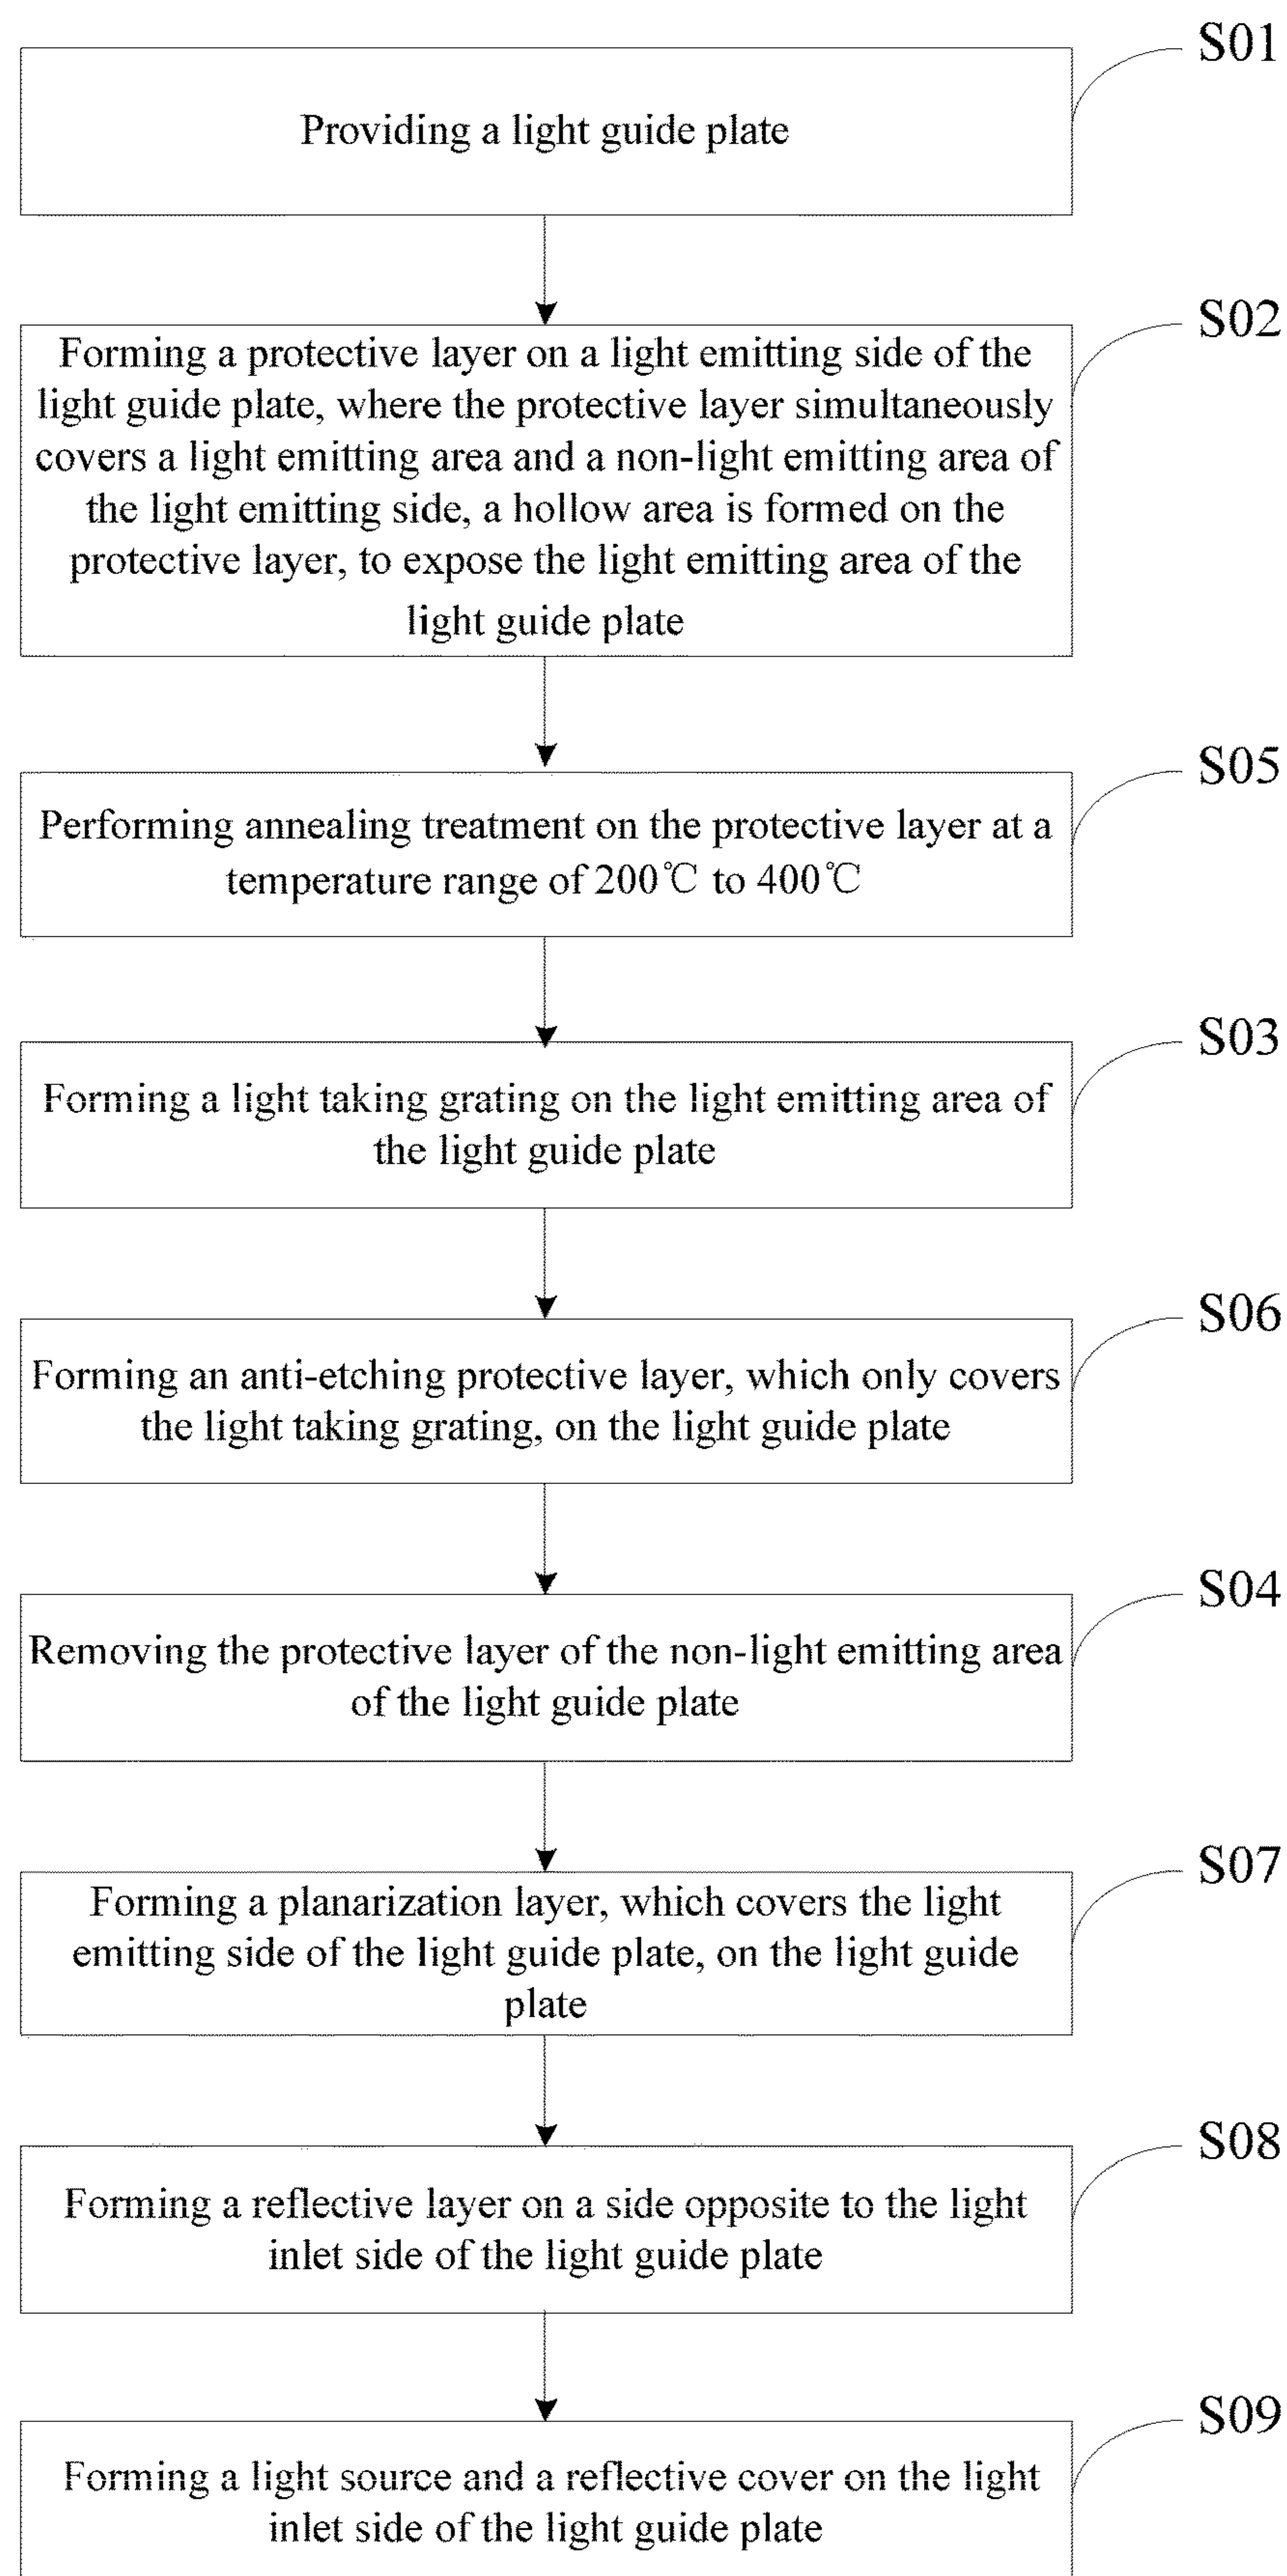 S01
Providing a light guide plate
S02
Forming a protective layer on a light emitting side of the
light guide plate, where the protective layer simultaneously
covers a light emitting area and a non-light emitting area of
the light emitting side, a hollow area is formed on the
protective layer, to expose the light emitting area of the
light guide plate
S05
Performing annealing treatment on the protective layer at a
temperature range of 200℃ to 400℃
S03
Forming a light taking grating on the light emitting area of
the light guide plate
S06
Forming an anti-etching protective layer, which only covers
the light taking grating, on the light guide plate
S04
Removing the protective layer of the non-light emitting area
of the light guide plate
S07
Forming a planarization layer, which covers the light
emitting side of the light guide plate, on the light guide
plate
S08
Forming a reflective layer on a side opposite to the light
inlet side of the light guide plate
S09
Forming a light source and a reflective cover on the light
inlet side of the light guide plate